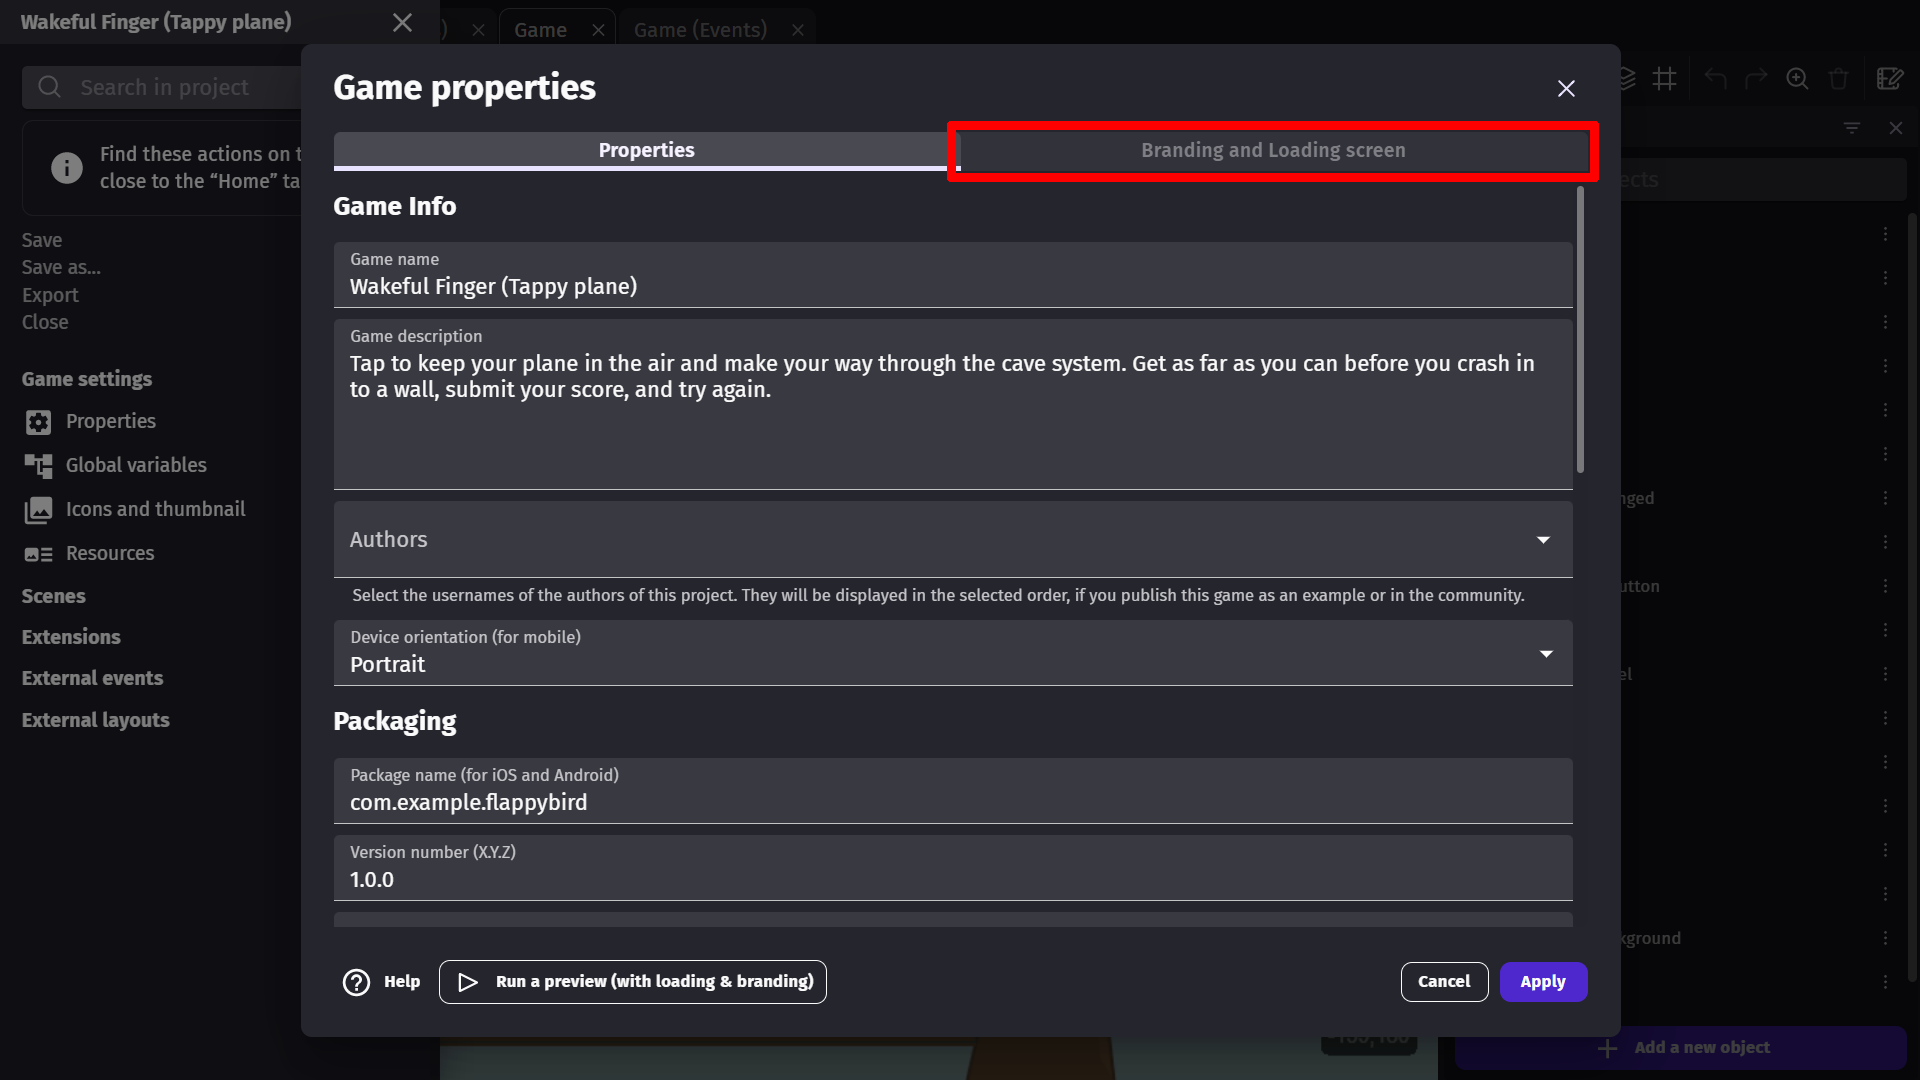 Wakeful Finger (Tappy plane)
Game
Game (Events)
Search in project
Find these actions on t
close to the “Home” ta
Save
Save as...
Export
Close
Game settings
Properties
Global variables
Icons and thumbnail
Resources
Scenes
Extensions
External events
External layouts
Game properties
Properties
Branding and Loading screen
Game Info
Game name
Wakeful Finger (Tappy plane)
Game description
Tap to keep your plane in the air and make your way through the cave system. Get as far as you can before you crash in
to a wall, submit your score, and try again.
Authors
Select the usernames of the authors of this project. They will be displayed in the selected order, if you publish this game as an example or in the community.
Device orientation (for mobile)
Portrait
Packaging
Package name (for iOS and Android)
com.example.flappybird
Version number (X.Y.Z)
1.0.0
Help
Run a preview (with loading & branding)
Cancel
Apply
ects
nged
utton
el
kground
Add a new object